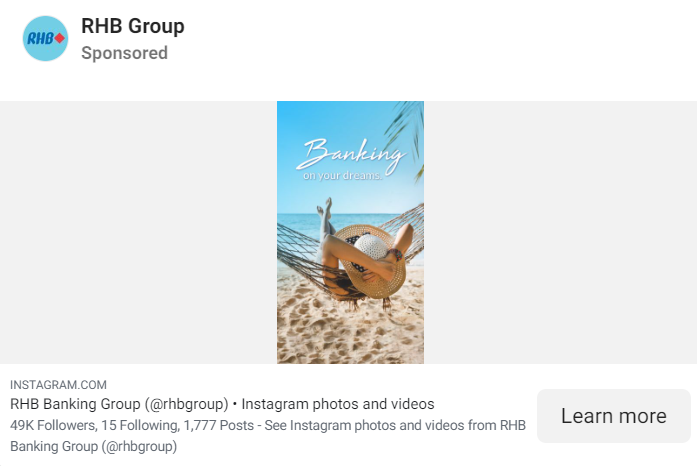 RHB
RHB Group
Sponsored
Banking
on your dreams.
INSTAGRAM.COM
RHB Banking Group (@rhbgroup) • Instagram photos and videos
49K Followers, 15 Following, 1,777 Posts - See Instagram photos and videos from RHB
Banking Group (@rhbgroup)
Learn more